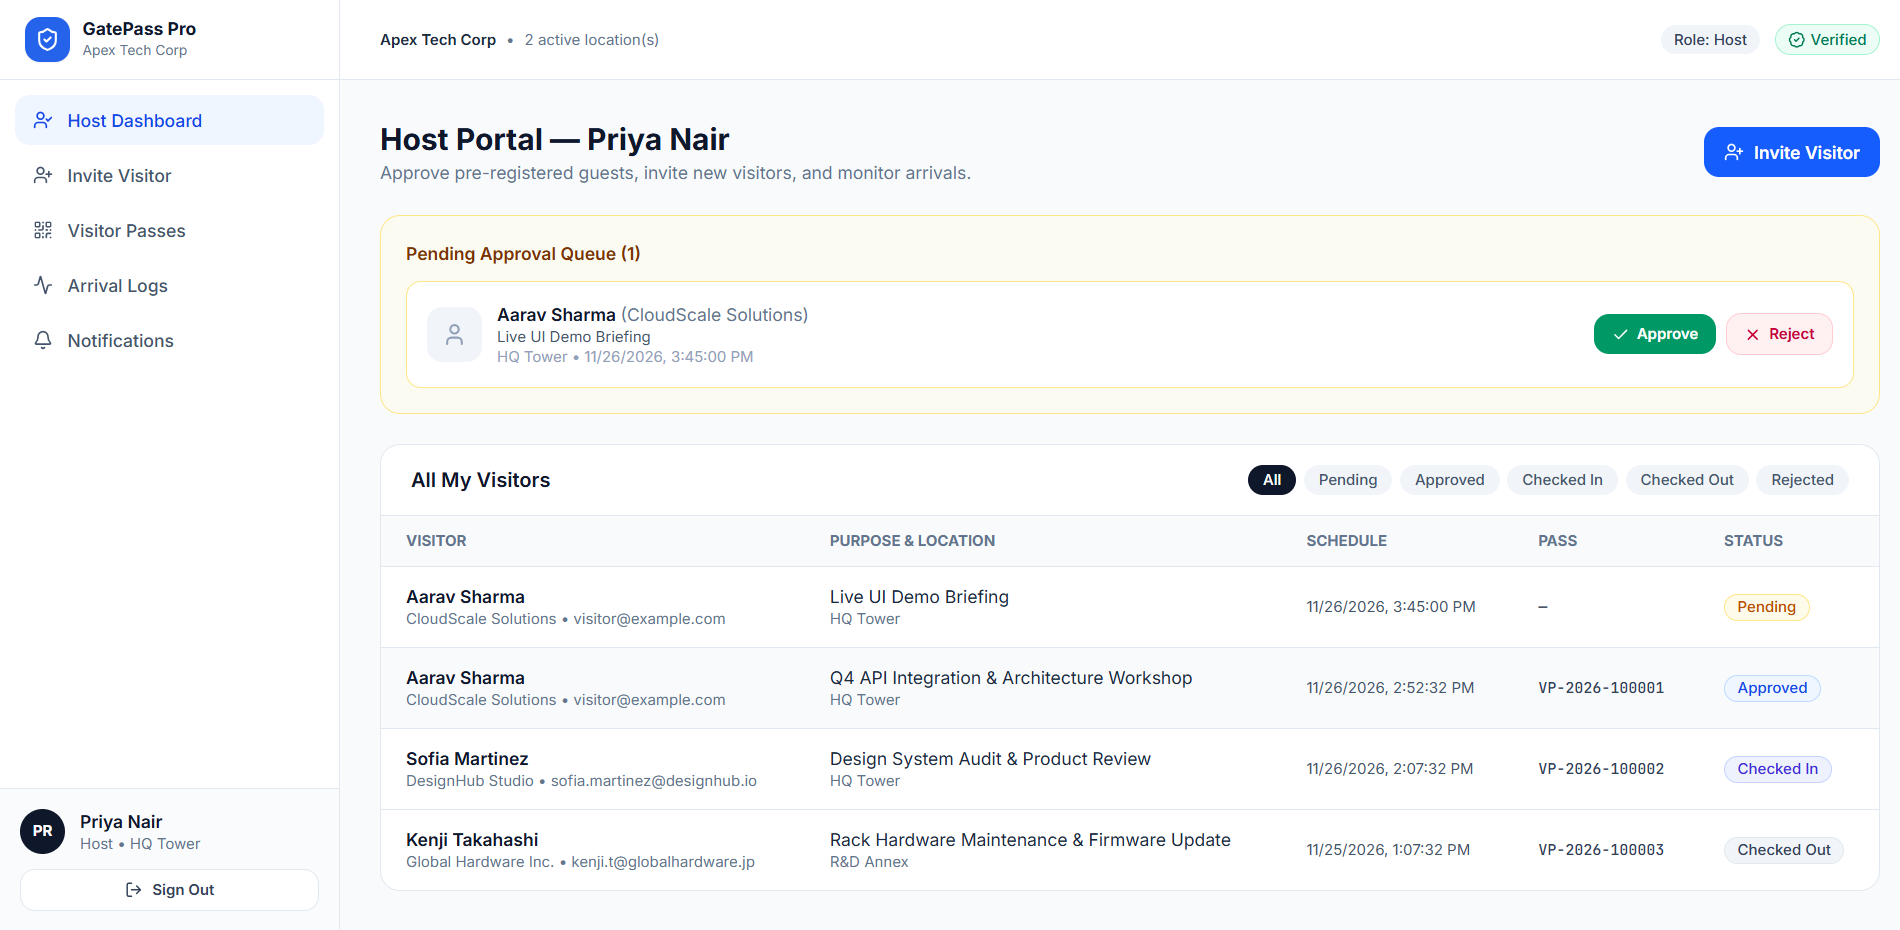 GatePass Pro
Apex Tech Corp
Apex Tech Corp • 2 active location(s)
Role: Host
Verified
Host Dashboard
Invite Visitor
Visitor Passes
Arrival Logs
Notifications
Host Portal — Priya Nair
Approve pre-registered guests, invite new visitors, and monitor arrivals.
Invite Visitor
Pending Approval Queue (1)
Aarav Sharma (CloudScale Solutions)
Live UI Demo Briefing
HQ Tower • 11/26/2026, 3:45:00 PM
Approve
Reject
All My Visitors
All Pending Approved Checked In Checked Out Rejected
VISITOR PURPOSE & LOCATION SCHEDULE PASS STATUS
Aarav Sharma
CloudScale Solutions • visitor@example.com
Live UI Demo Briefing
HQ Tower
11/26/2026, 3:45:00 PM
—
Pending
Aarav Sharma
CloudScale Solutions • visitor@example.com
Q4 API Integration & Architecture Workshop
HQ Tower
11/26/2026, 2:52:32 PM
VP-2026-100001
Approved
Sofia Martinez
DesignHub Studio • sofia.martinez@designhub.io
Design System Audit & Product Review
HQ Tower
11/26/2026, 2:07:32 PM
VP-2026-100002
Checked In
Kenji Takahashi
Global Hardware Inc. • kenji.t@globalhardware.jp
Rack Hardware Maintenance & Firmware Update
R&D Annex
11/25/2026, 1:07:32 PM
VP-2026-100003
Checked Out
PR
Priya Nair
Host • HQ Tower
Sign Out